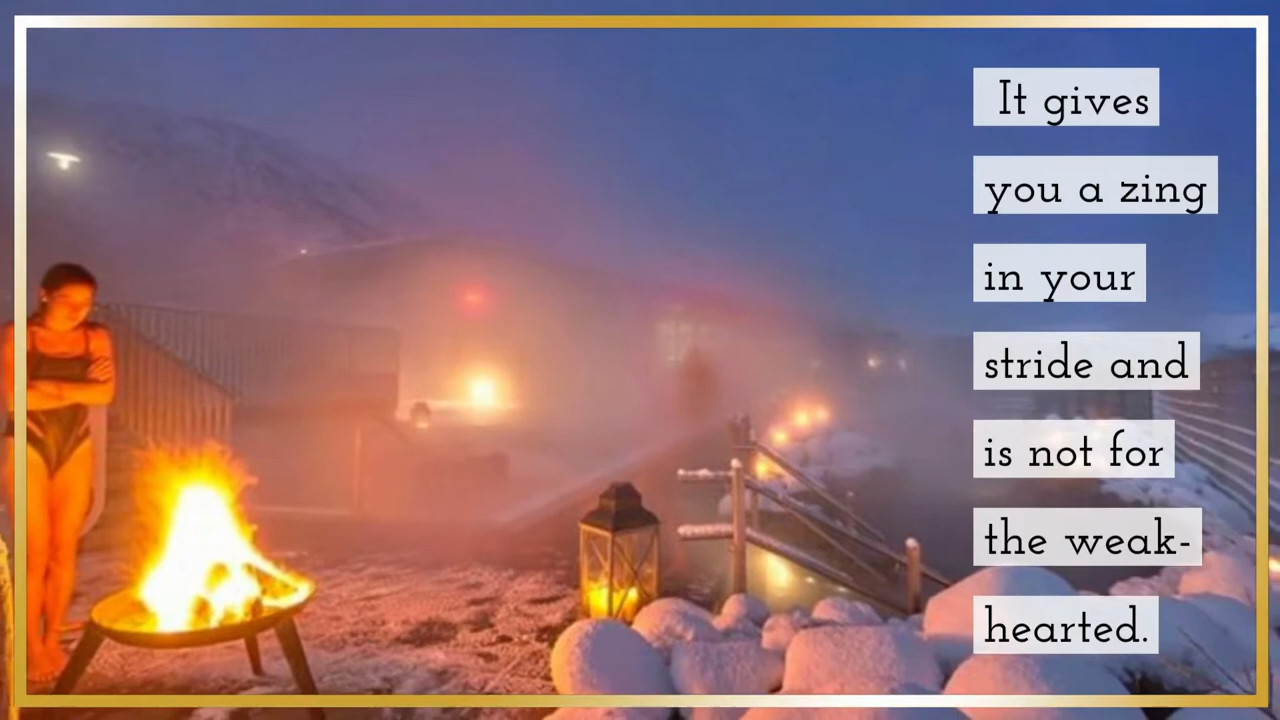 It gives
you a zing
in your
stride and
is not for
the weak-
hearted.